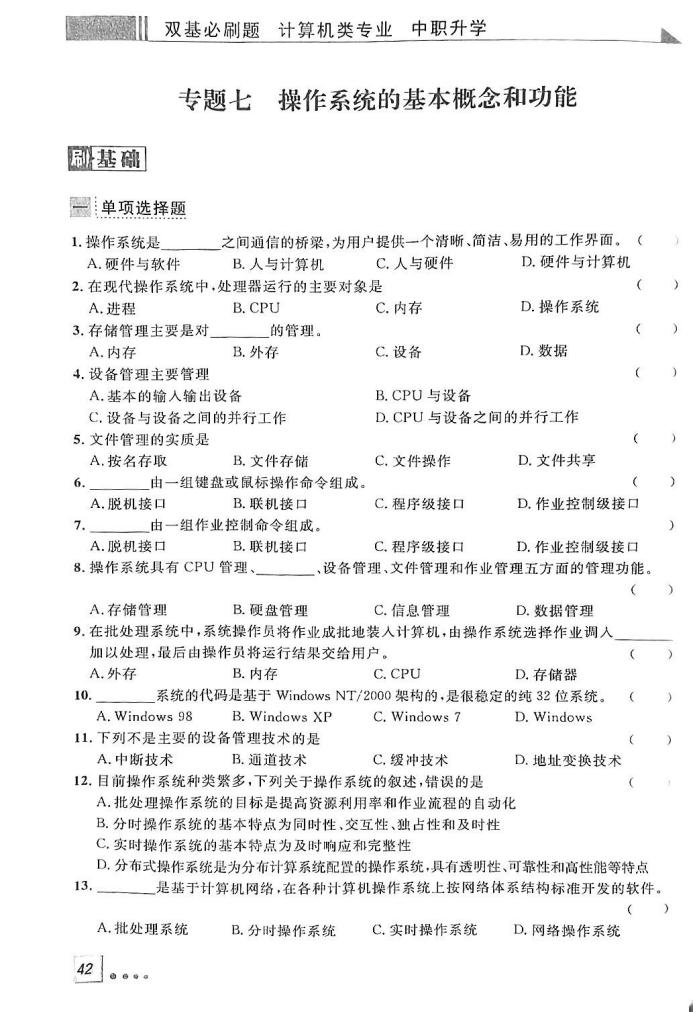 双基必刷题 计算机类专业 中职升学
专题七 操作系统的基本概念和功能
刷基础
一 单项选择题
1. 操作系统是________之间通信的桥梁,为用户提供一个清晰、简洁、易用的工作界面。 ( )
A. 硬件与软件 B. 人与计算机 C. 人与硬件 D. 硬件与计算机
2. 在现代操作系统中,处理器运行的主要对象是 ( )
A. 进程 B. CPU C. 内存 D. 操作系统
3. 存储管理主要是对________的管理。 ( )
A. 内存 B. 外存 C. 设备 D. 数据
4. 设备管理主要管理 ( )
A. 基本的输入输出设备 B. CPU 与设备
C. 设备与设备之间的并行工作 D. CPU 与设备之间的并行工作
5. 文件管理的实质是 ( )
A. 按名存取 B. 文件存储 C. 文件操作 D. 文件共享
6. ________由一组键盘或鼠标操作命令组成。 ( )
A. 脱机接口 B. 联机接口 C. 程序级接口 D. 作业控制级接口
7. ________由一组作业控制命令组成。 )
A. 脱机接口 B. 联机接口 C. 程序级接口 D. 作业控制级接口
8. 操作系统具有 CPU 管理、________、设备管理、文件管理和作业管理五方面的管理功能。
( )
A. 存储管理 B. 硬盘管理 C. 信息管理 D. 数据管理
9. 在批处理系统中,系统操作员将作业成批地装入计算机,由操作系统选择作业调入________
加以处理,最后由操作员将运行结果交给用户。 ( )
A. 外存 B. 内存 C. CPU D. 存储器
10. ________系统的代码是基于 Windows NT/2000 架构的,是很稳定的纯 32 位系统。 ( )
A. Windows 98 B. Windows XP C. Windows 7 D. Windows
11. 下列不是主要的设备管理技术的是 ( )
A. 中断技术 B. 通道技术 C. 缓冲技术 D. 地址变换技术
12. 目前操作系统种类繁多,下列关于操作系统的叙述,错误的是 ( )
A. 批处理操作系统的目标是提高资源利用率和作业流程的自动化
B. 分时操作系统的基本特点为同时性、交互性、独占性和及时性
C. 实时操作系统的基本特点为及时响应和完整性
D. 分布式操作系统是为分布计算系统配置的操作系统,具有透明性、可靠性和高性能等特点
13. ________是基于计算机网络,在各种计算机操作系统上按网络体系结构标准开发的软件。
( )
A. 批处理系统 B. 分时操作系统 C. 实时操作系统 D. 网络操作系统
42